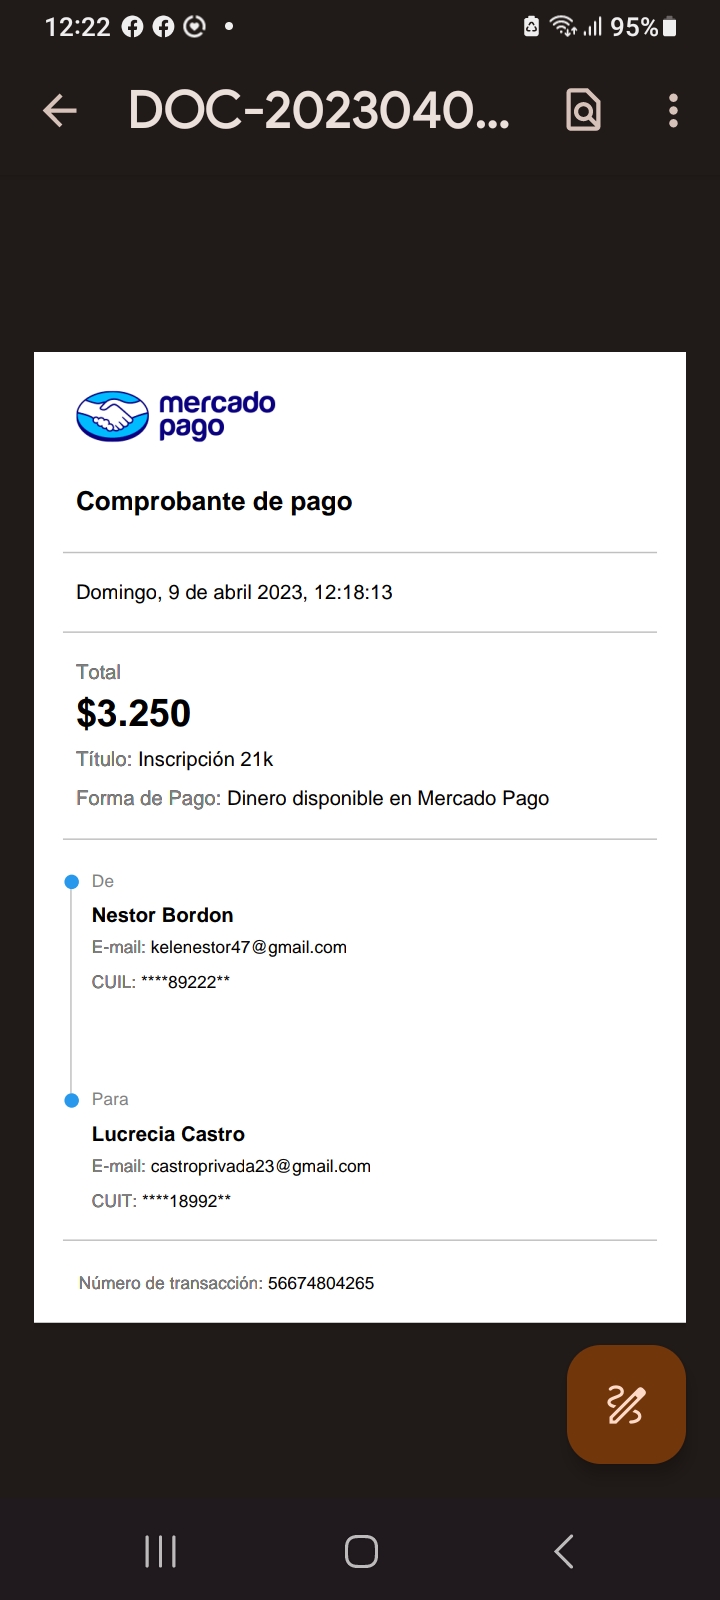 12:22
95%
DOC-2023040...
mercado
pago
Comprobante de pago
Domingo, 9 de abril 2023, 12:18:13
Total
$3.250
Título: Inscripción 21k
Forma de Pago: Dinero disponible en Mercado Pago
De
Nestor Bordon
E-mail: kelenestor47@gmail.com
CUIL: ****89222**
Para
Lucrecia Castro
E-mail: castroprivada23@gmail.com
CUIT: ****18992**
Número de transacción: 56674804265